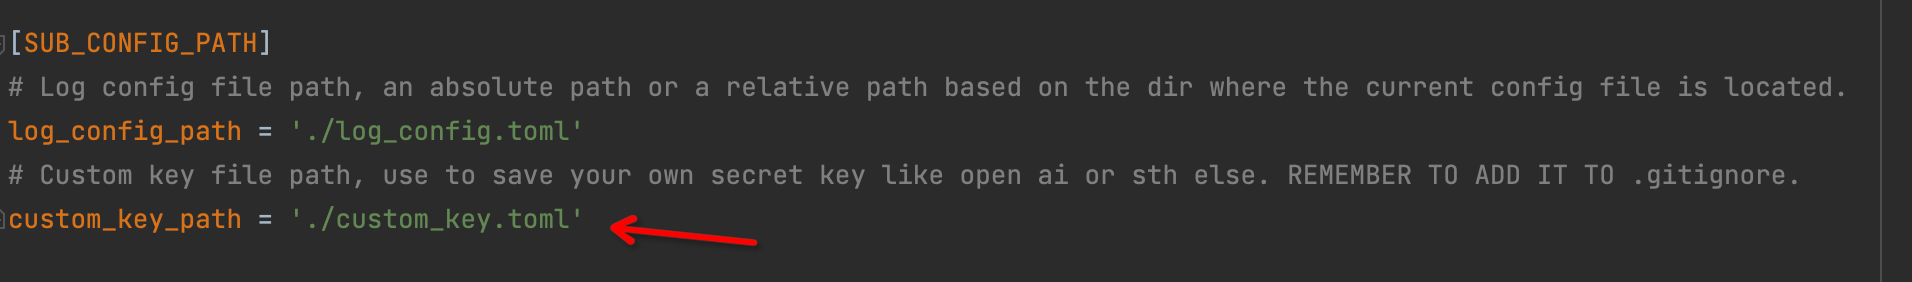 [SUB_CONFIG_PATH]
# Log config file path, an absolute path or a relative path based on the dir where the current config file is located.
log_config_path = './log_config.toml'
# Custom key file path, use to save your own secret key like open ai or sth else. REMEMBER TO ADD IT TO .gitignore.
custom_key_path = './custom_key.toml'